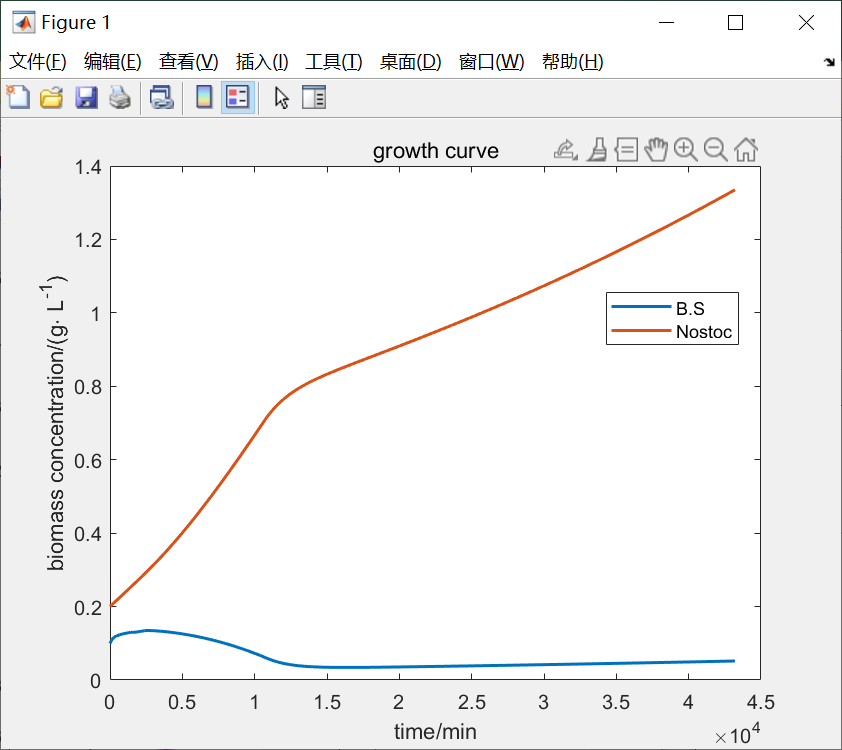 Figure 1
文件(F) 编辑(E) 查看(V) 插入(I) 工具(T) 桌面(D) 窗口(W) 帮助(H)
growth curve
1.4
1.2
1
0.8
0.6
0.4
0.2
0
biomass concentration/(g· L⁻¹)
B.S
Nostoc
0 0.5 1 1.5 2 2.5 3 3.5 4 4.5
time/min
×10⁴